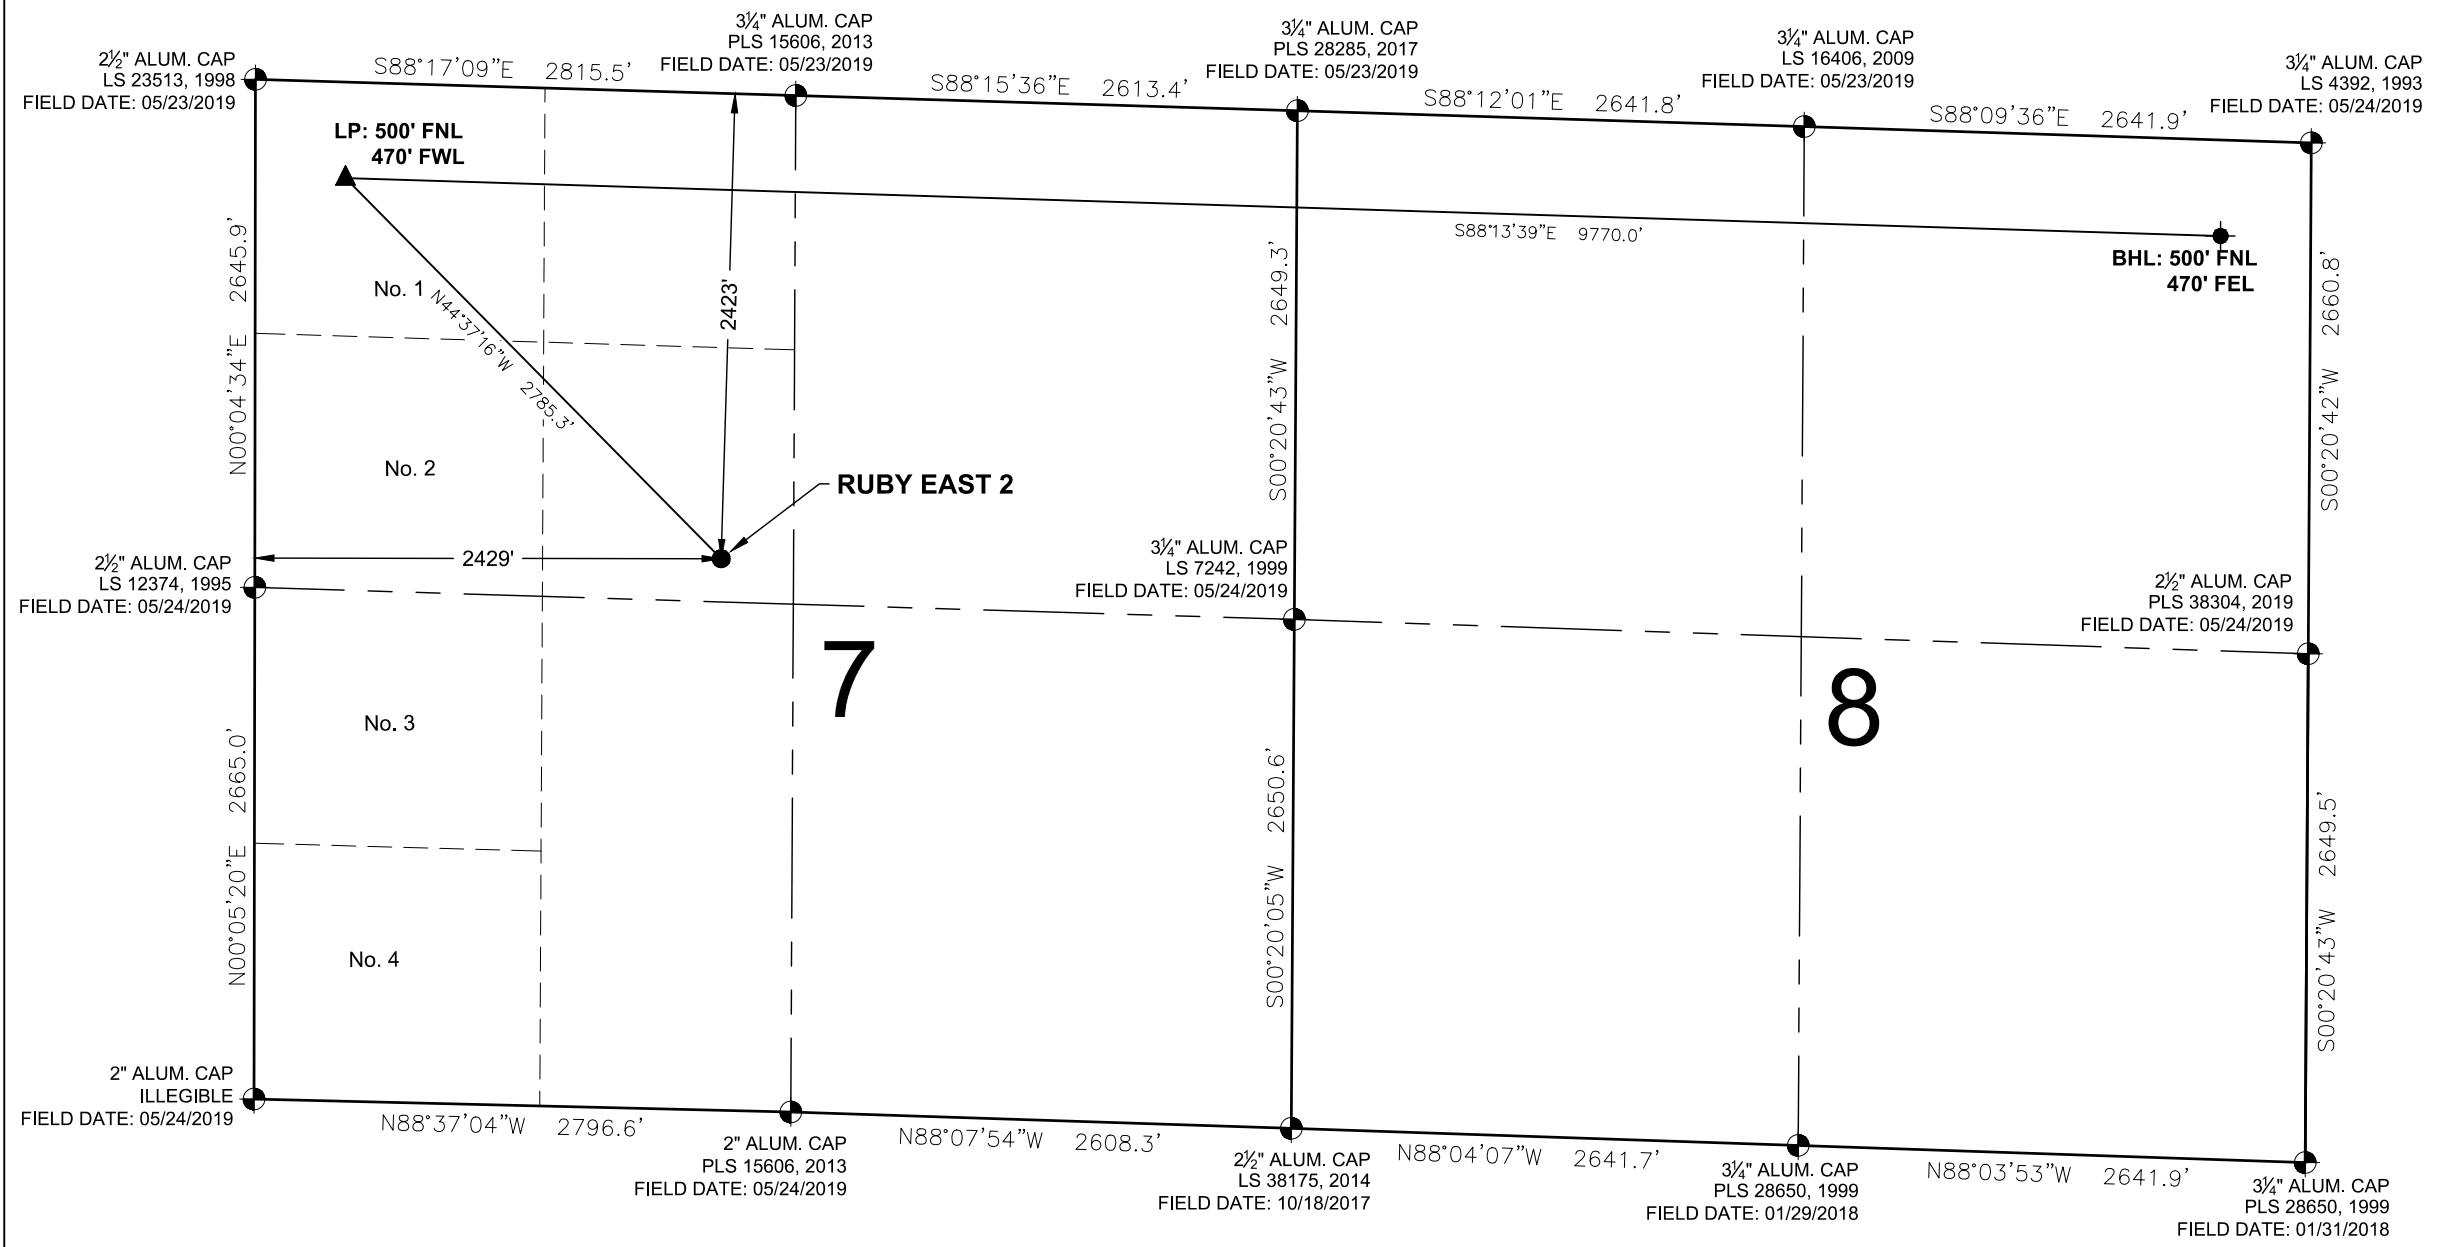 2½" ALUM. CAP
LS 23513, 1998
FIELD DATE: 05/23/2019
S88°17'09"E 2815.5'
3¼" ALUM. CAP
PLS 15606, 2013
FIELD DATE: 05/23/2019
S88°15'36"E 2613.4'
3¼" ALUM. CAP
PLS 28285, 2017
FIELD DATE: 05/23/2019
S88°12'01"E 2641.8'
3¼" ALUM. CAP
LS 16406, 2009
FIELD DATE: 05/23/2019
S88°09'36"E 2641.9'
3¼" ALUM. CAP
LS 4392, 1993
FIELD DATE: 05/24/2019
LP: 500' FNL
470' FWL
S88°13'39"E 9770.0'
BHL: 500' FNL
470' FEL
N00°04'34"E 2645.9'
No. 1
N44°37'16"W 2785.3'
2423'
S00°20'43"W 2649.3'
S00°20'42"W 2660.8'
No. 2
RUBY EAST 2
2429'
2½" ALUM. CAP
LS 12374, 1995
FIELD DATE: 05/24/2019
3¼" ALUM. CAP
LS 7242, 1999
FIELD DATE: 05/24/2019
2½" ALUM. CAP
PLS 38304, 2019
FIELD DATE: 05/24/2019
7
8
No. 3
N00°05'20"E 2665.0'
S00°20'05"W 2650.6'
S00°20'43"W 2649.5'
No. 4
2" ALUM. CAP
ILLEGIBLE
FIELD DATE: 05/24/2019
N88°37'04"W 2796.6'
2" ALUM. CAP
PLS 15606, 2013
FIELD DATE: 05/24/2019
N88°07'54"W 2608.3'
2½" ALUM. CAP
LS 38175, 2014
FIELD DATE: 10/18/2017
N88°04'07"W 2641.7'
3¼" ALUM. CAP
PLS 28650, 1999
FIELD DATE: 01/29/2018
N88°03'53"W 2641.9'
3¼" ALUM. CAP
PLS 28650, 1999
FIELD DATE: 01/31/2018